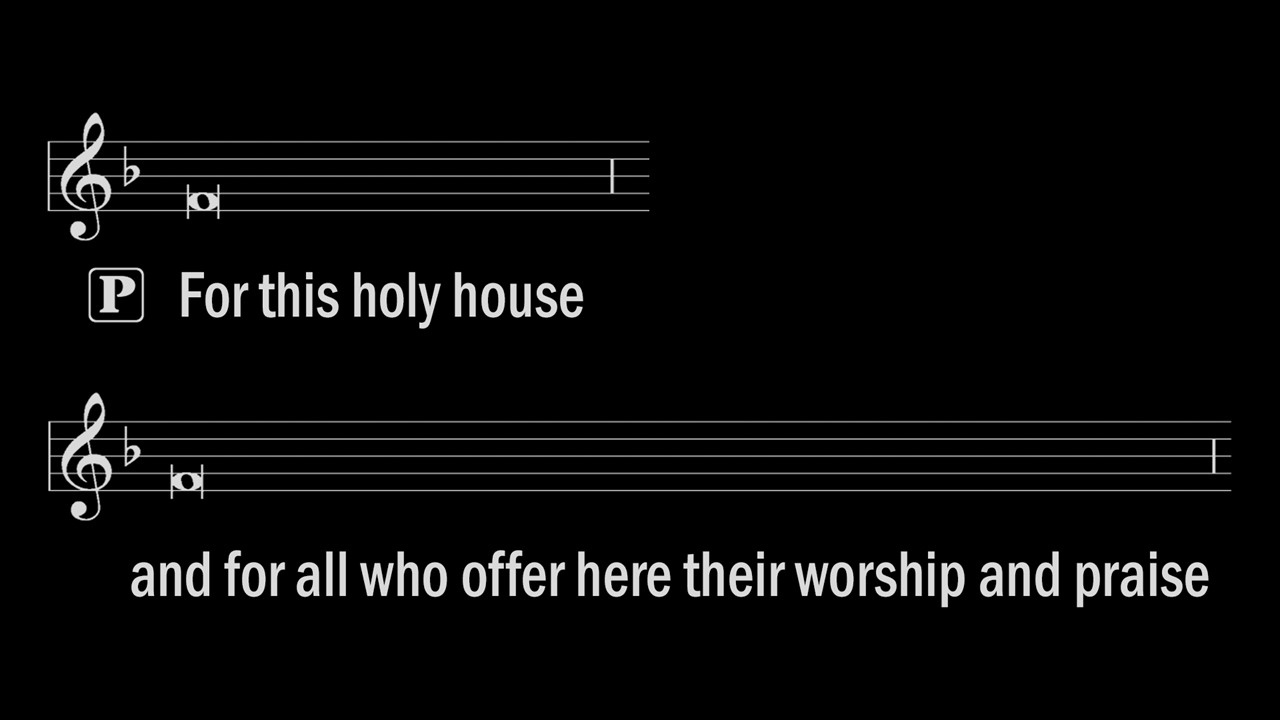 P For this holy house
and for all who offer here their worship and praise